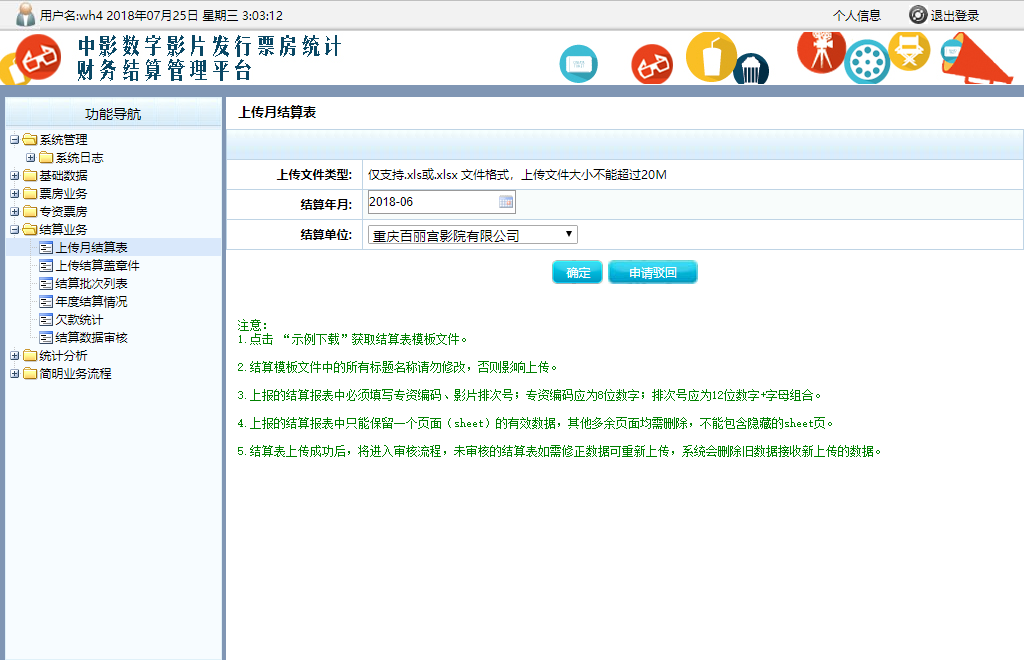 用户名:wh4 2018年07月25日 星期三 3:03:12
个人信息
退出登录
中影数字影片发行票房统计
财务结算管理平台
功能导航
系统管理
系统日志
基础数据
票房业务
专资票房
结算业务
上传月结算表
上传结算盖章件
结算批次列表
年度结算情况
欠款统计
结算数据审核
统计分析
简明业务流程
上传月结算表
上传文件类型: 仅支持.xls或.xlsx 文件格式，上传文件大小不能超过20M
结算年月: 2018-06
结算单位: 重庆百丽宫影院有限公司
确定 申请驳回
注意：
1.点击 “示例下载”获取结算表模板文件。
2.结算模板文件中的所有标题名称请勿修改，否则影响上传。
3.上报的结算报表中必须填写专资编码、影片排次号；专资编码应为8位数字；排次号应为12位数字+字母组合。
4.上报的结算报表中只能保留一个页面（sheet）的有效数据，其他多余页面均需删除，不能包含隐藏的sheet页。
5.结算表上传成功后，将进入审核流程，未审核的结算表如需修正数据可重新上传，系统会删除旧数据接收新上传的数据。